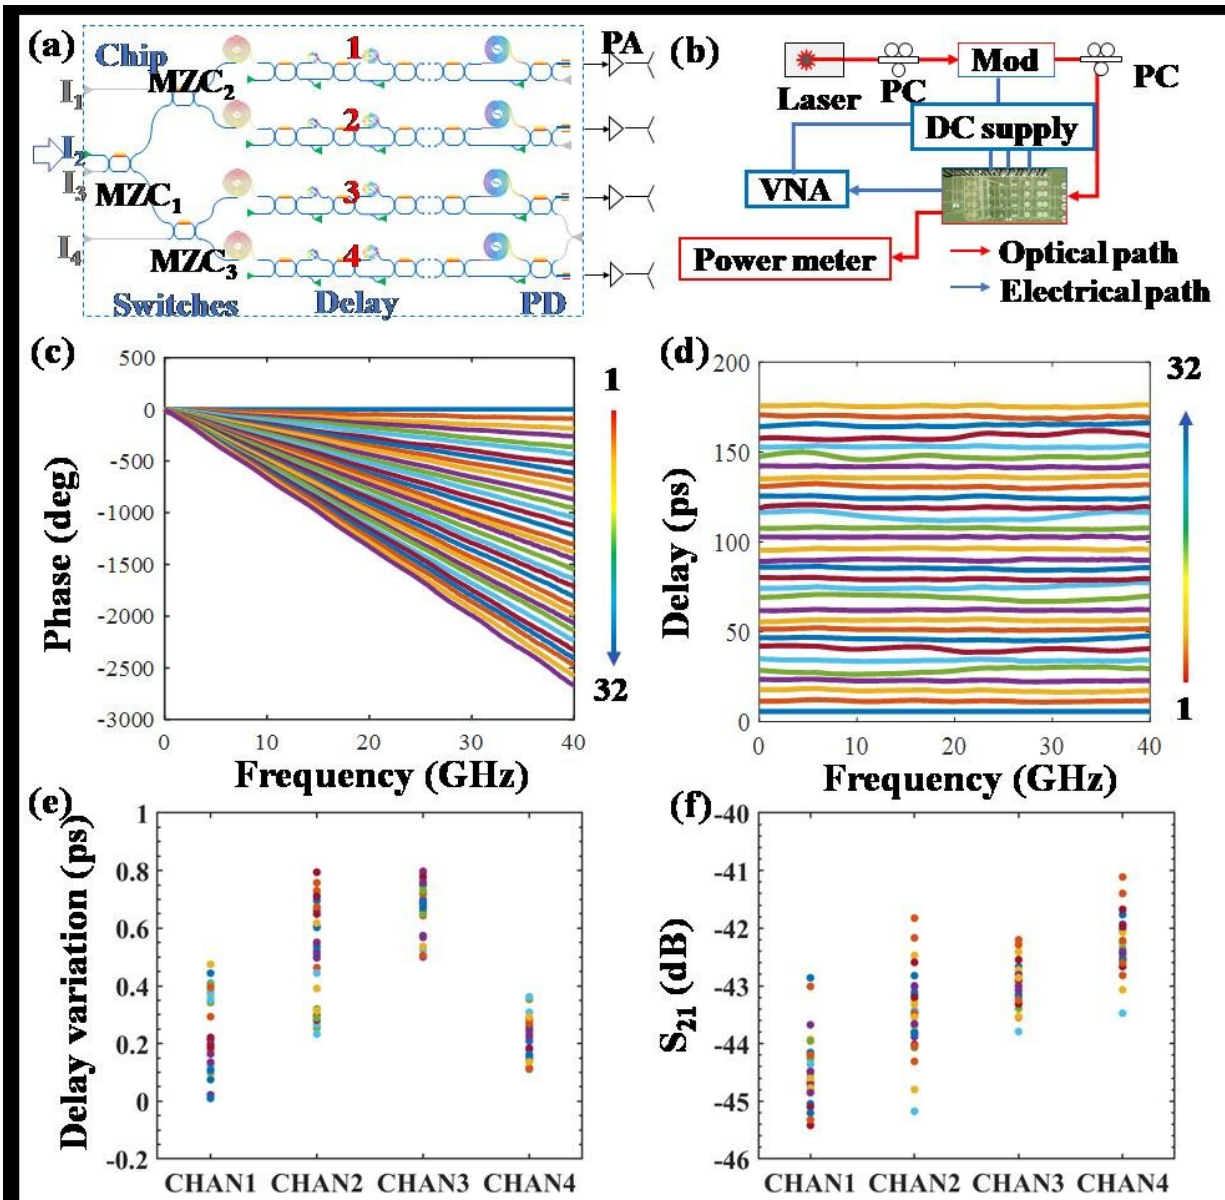 (a)
Chip
1
PA
MZC2
I1
2
I2
I3
MZC1
3
I4
MZC3
4
Switches
Delay
PD
(b)
Mod
PC
PC
Laser
DC supply
VNA
Power meter
Optical path
Electrical path
(c)
500
0
-500
-1000
-1500
-2000
-2500
-3000
Phase (deg)
0 10 20 30 40
Frequency (GHz)
1
32
(d)
200
150
100
50
0
Delay (ps)
0 10 20 30 40
Frequency (GHz)
32
1
(e)
1
0.8
0.6
0.4
0.2
0
-0.2
Delay variation (ps)
CHAN1 CHAN2 CHAN3 CHAN4
(f)
-40
-41
-42
-43
-44
-45
-46
S21 (dB)
CHAN1 CHAN2 CHAN3 CHAN4